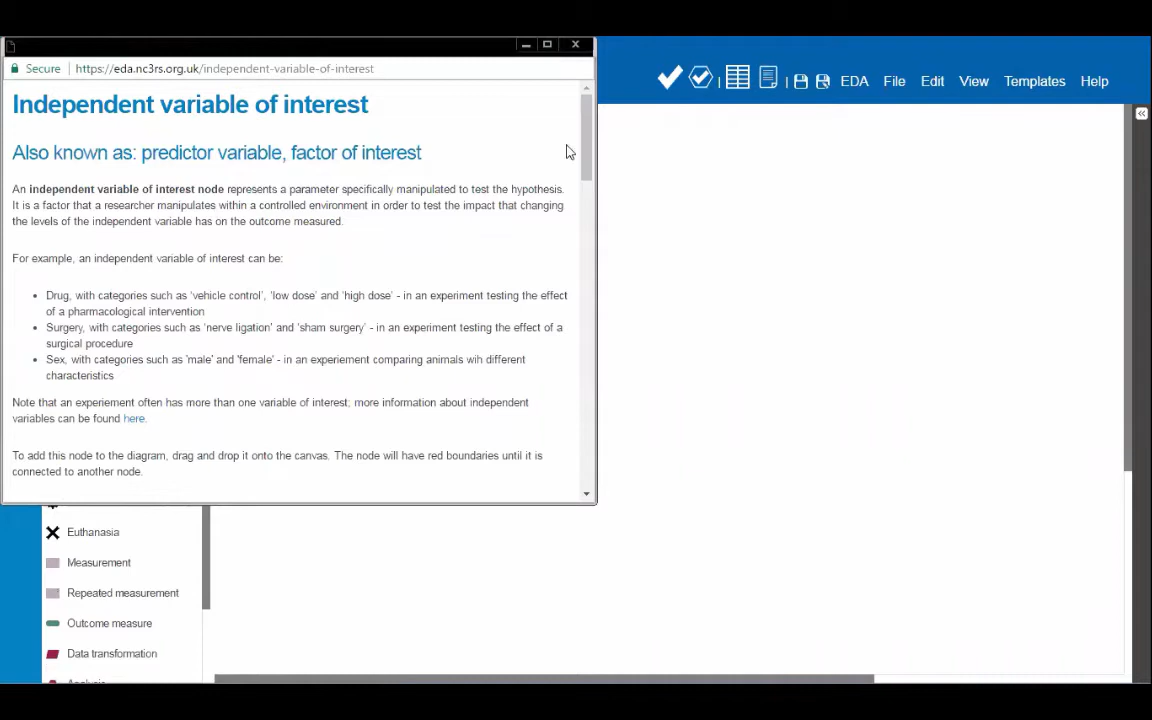 Secure https://eda.nc3rs.org.uk/independent-variable-of-interest
EDA File Edit View Templates Help
Independent variable of interest
Also known as: predictor variable, factor of interest
An independent variable of interest node represents a parameter specifically manipulated to test the hypothesis.
It is a factor that a researcher manipulates within a controlled environment in order to test the impact that changing
the levels of the independent variable has on the outcome measured.
For example, an independent variable of interest can be:
• Drug, with categories such as 'vehicle control', 'low dose' and 'high dose' - in an experiment testing the effect
of a pharmacological intervention
• Surgery, with categories such as 'nerve ligation' and 'sham surgery' - in an experiment testing the effect of a
surgical procedure
• Sex, with categories such as 'male' and 'female' - in an experiement comparing animals wih different
characteristics
Note that an experiement often has more than one variable of interest; more information about independent
variables can be found here.
To add this node to the diagram, drag and drop it onto the canvas. The node will have red boundaries until it is
connected to another node.
Euthanasia
Measurement
Repeated measurement
Outcome measure
Data transformation
Analysis